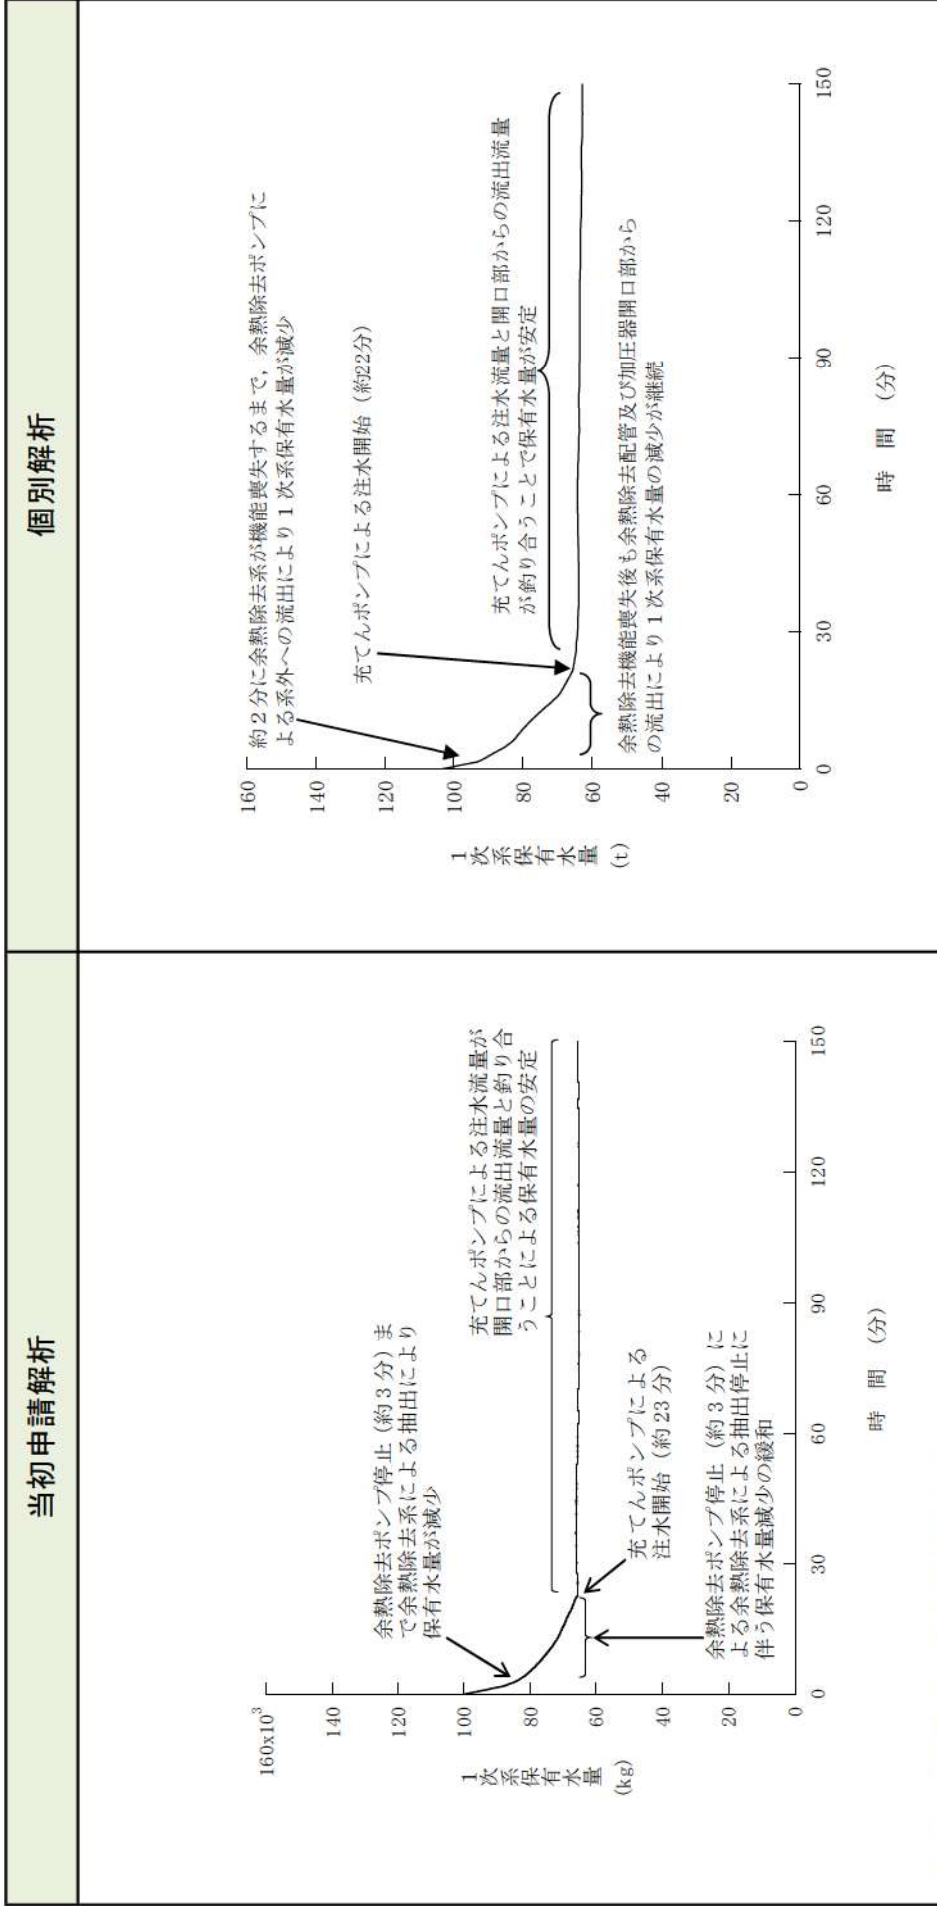 当初申請解析
160x10³
140
120
100
80
60
40
20
0
1次系保有水量
(kg)
余熱除去ポンプ停止（約３分）ま
で余熱除去系による抽出により
保有水量が減少
充てんポンプによる注水流量が
開口部からの流出流量と釣り合
うことによる保有水量の安定
充てんポンプによる
注水開始（約 23 分）
余熱除去ポンプ停止（約３分）に
よる余熱除去系による抽出停止に
伴う保有水量減少の緩和
0
30
60
90
120
150
時 間 （分）
個別解析
160
140
120
100
80
60
40
20
0
1次系保有水量
(t)
約２分に余熱除去系が機能喪失するまで，余熱除去ポンプに
よる系外への流出により１次系保有水量が減少
充てんポンプによる注水開始（約22分）
充てんポンプによる注水流量と開口部からの流出流量
が釣り合うことで保有水量が安定
余熱除去機能喪失後も余熱除去配管及び加圧器開口部から
の流出により１次系保有水量の減少が継続
0
30
60
90
120
150
時 間 （分）